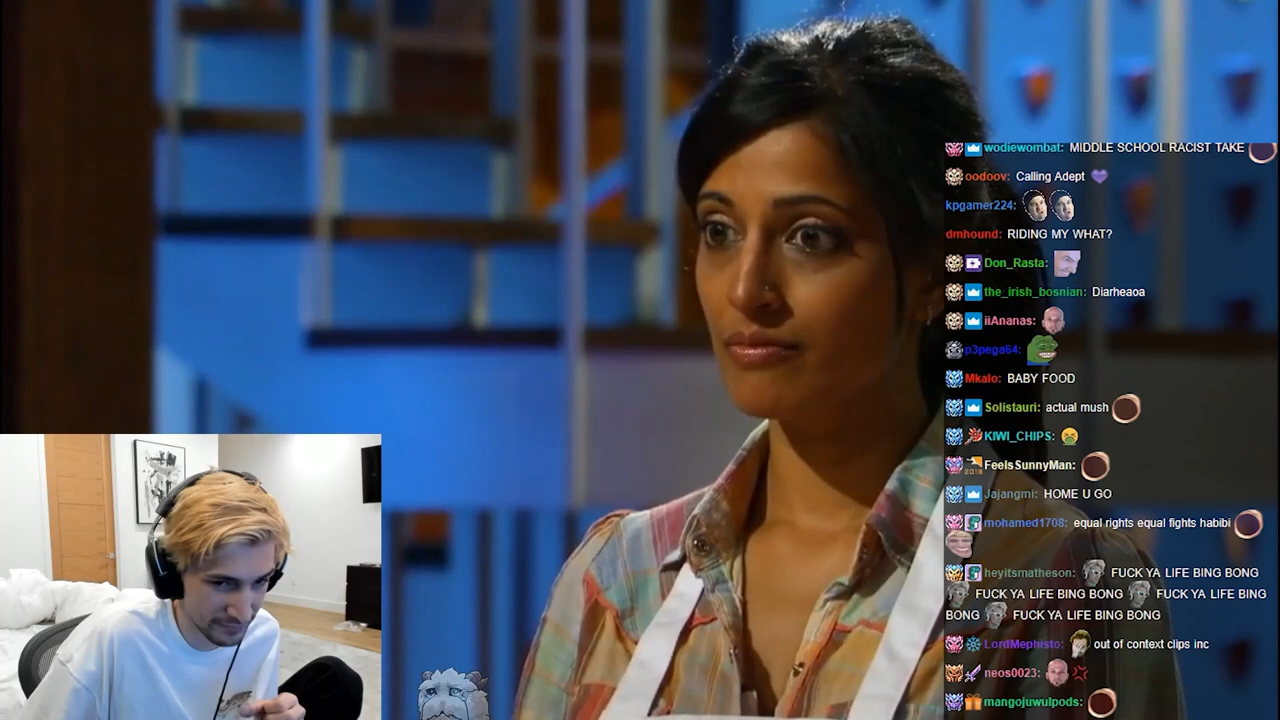 wodiewombat: MIDDLE SCHOOL RACIST TAKE
oodoov: Calling Adept
kpgamer224:
dmhound: RIDING MY WHAT?
Don_Rasta:
the_irish_bosnian: Diarheaoa
iiAnanas:
p3pega64:
Mkalo: BABY FOOD
Solistauri: actual mush
KIWI_CHIPS:
2018 FeelsSunnyMan:
Jajangmi: HOME U GO
mohamed1708: equal rights equal fights habibi
heyitsmatheson: FUCK YA LIFE BING BONG
FUCK YA LIFE BING BONG FUCK YA LIFE BING
BONG FUCK YA LIFE BING BONG
LordMephisto: out of context clips inc
neos0023:
mangojuwulpods: